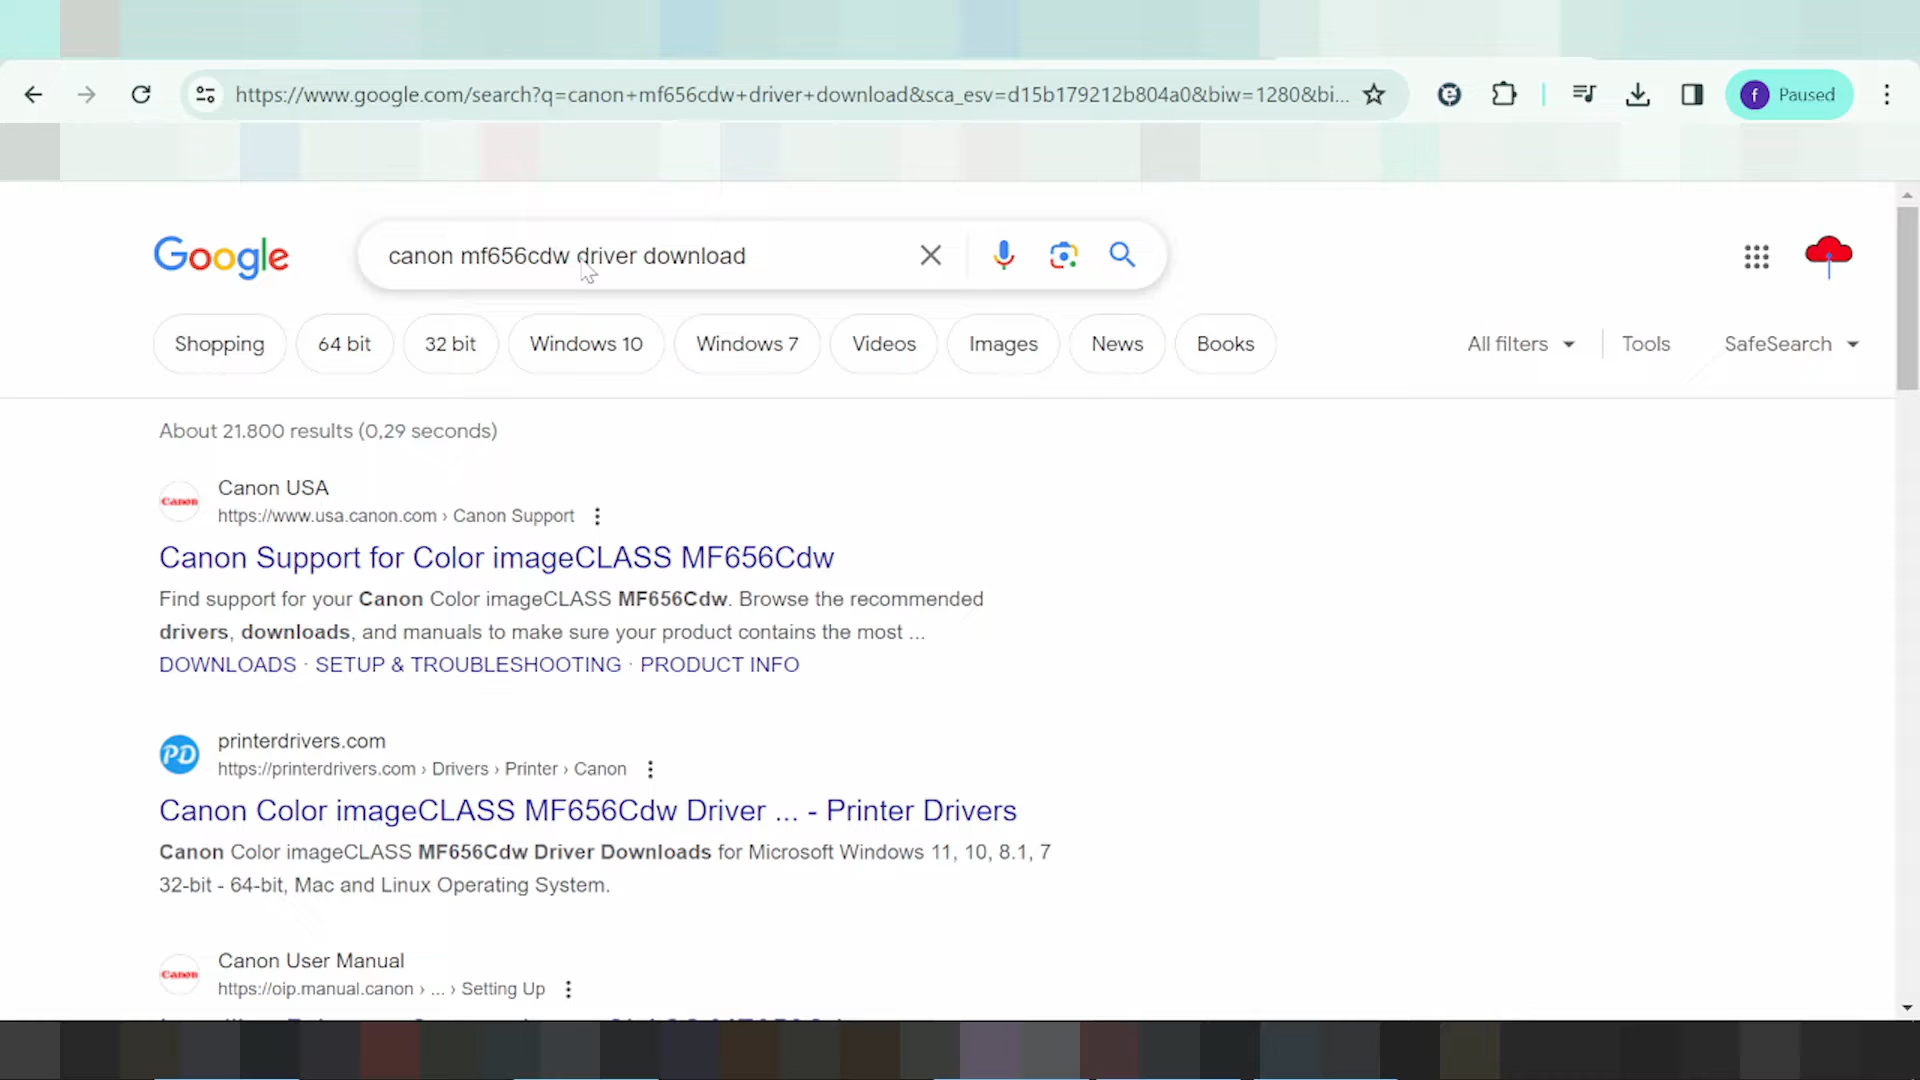 https://www.google.com/search?q=canon+mf656cdw+driver+download&sca_esv=d15b179212b804a0&biw=1280&bi...
f Paused
Google
canon mf656cdw driver download
Shopping
64 bit
32 bit
Windows 10
Windows 7
Videos
Images
News
Books
All filters
Tools
SafeSearch
About 21.800 results (0,29 seconds)
Canon
Canon USA
https://www.usa.canon.com › Canon Support
Canon Support for Color imageCLASS MF656Cdw
Find support for your Canon Color imageCLASS MF656Cdw. Browse the recommended
drivers, downloads, and manuals to make sure your product contains the most ...
DOWNLOADS · SETUP & TROUBLESHOOTING · PRODUCT INFO
PD
printerdrivers.com
https://printerdrivers.com › Drivers › Printer › Canon
Canon Color imageCLASS MF656Cdw Driver ... - Printer Drivers
Canon Color imageCLASS MF656Cdw Driver Downloads for Microsoft Windows 11, 10, 8.1, 7
32-bit - 64-bit, Mac and Linux Operating System.
Canon
Canon User Manual
https://oip.manual.canon › ... › Setting Up